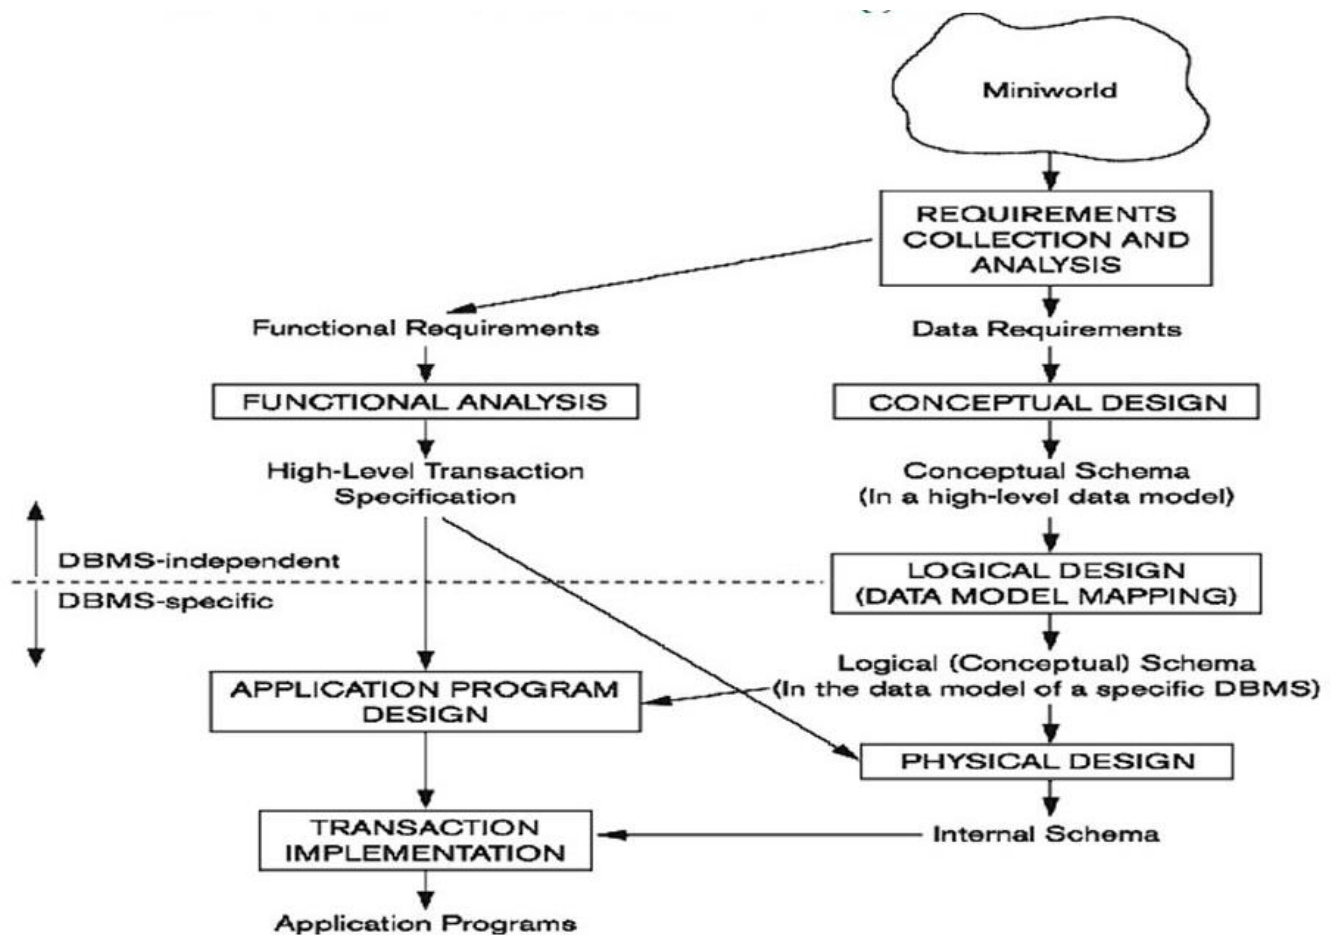 Miniworld
REQUIREMENTS
COLLECTION AND
ANALYSIS
Functional Requirements
Data Requirements
FUNCTIONAL ANALYSIS
CONCEPTUAL DESIGN
High-Level Transaction
Specification
Conceptual Schema
(In a high-level data model)
DBMS-independent
DBMS-specific
LOGICAL DESIGN
(DATA MODEL MAPPING)
Logical (Conceptual) Schema
(In the data model of a specific DBMS)
APPLICATION PROGRAM
DESIGN
PHYSICAL DESIGN
TRANSACTION
IMPLEMENTATION
Internal Schema
Application Programs